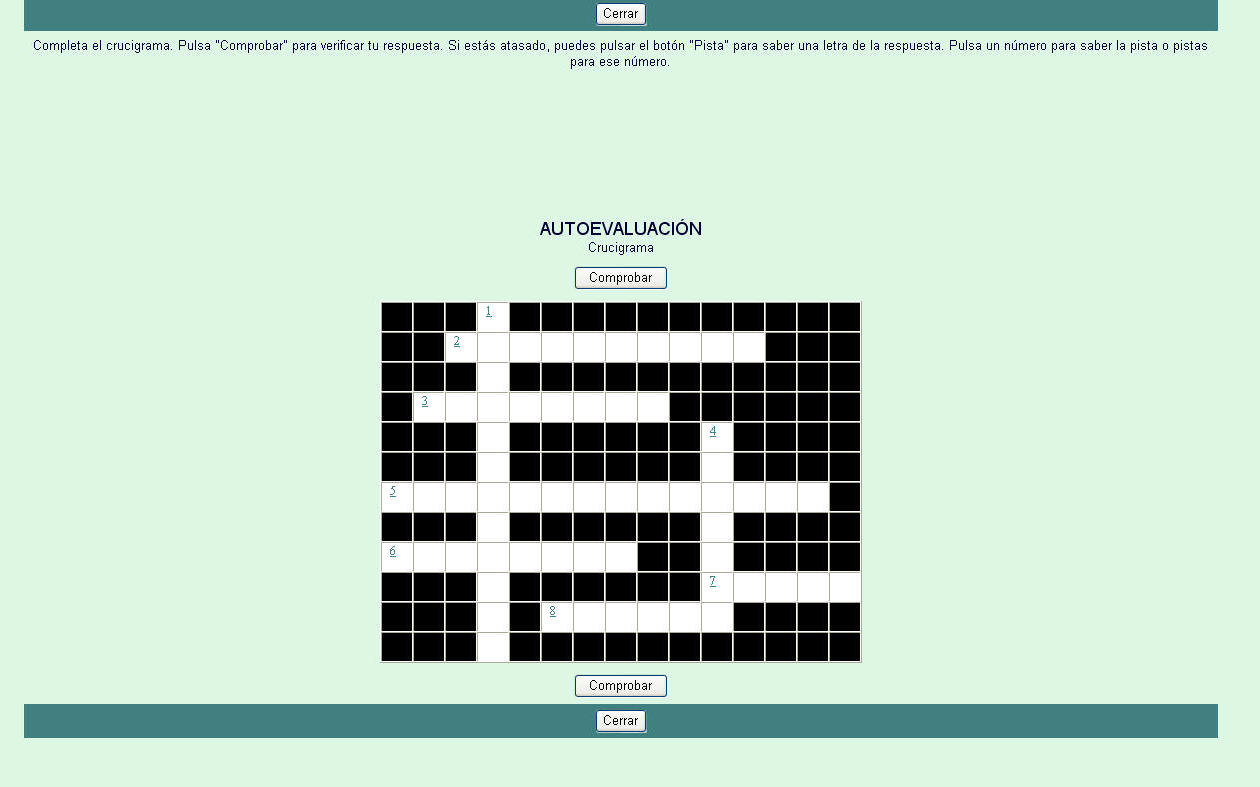 Cerrar
Completa el crucigrama. Pulsa "Comprobar" para verificar tu respuesta. Si estás atasado, puedes pulsar el botón "Pista" para saber una letra de la respuesta. Pulsa un número para saber la pista o pistas
para ese número.
AUTOEVALUACIÓN
Crucigrama
Comprobar
1
2
3
4
5
6
7
8
Comprobar
Cerrar